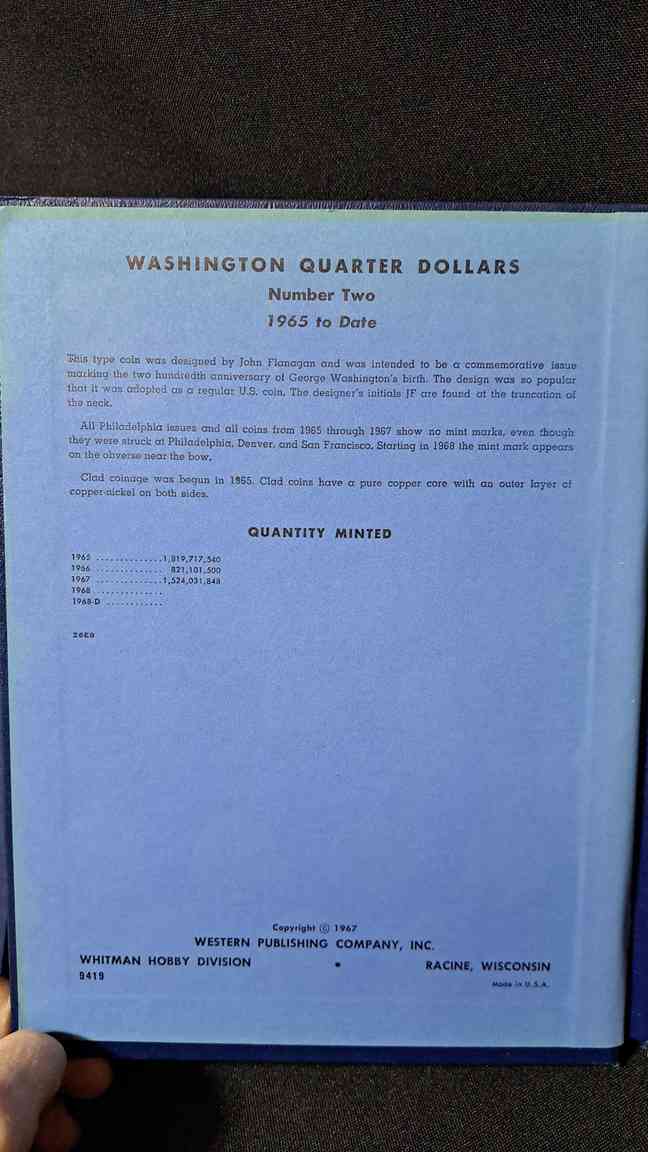 WASHINGTON QUARTER DOLLARS
Number Two
1965 to Date
This type coin was designed by John Flanagan and was intended to be a commemorative issue
marking the two hundredth anniversary of George Washington's birth. The design was so popular
that it was adopted as a regular U.S. coin. The designer's initials JF are found at the truncation of
the neck.
All Philadelphia issues and all coins from 1965 through 1967 show no mint marks, even though
they were struck at Philadelphia, Denver, and San Francisco. Starting in 1968 the mint mark appears
on the obverse near the bow.
Clad coinage was begun in 1965. Clad coins have a pure copper core with an outer layer of
copper-nickel on both sides.
QUANTITY MINTED
1965 ..............1,819,717,540
1966 .............. 821,101,500
1967 ..............1,524,031,848
1968 ..............
1968-D ............
Copyright © 1967
WESTERN PUBLISHING COMPANY, INC.
WHITMAN HOBBY DIVISION • RACINE, WISCONSIN
9419
Made in U.S.A.